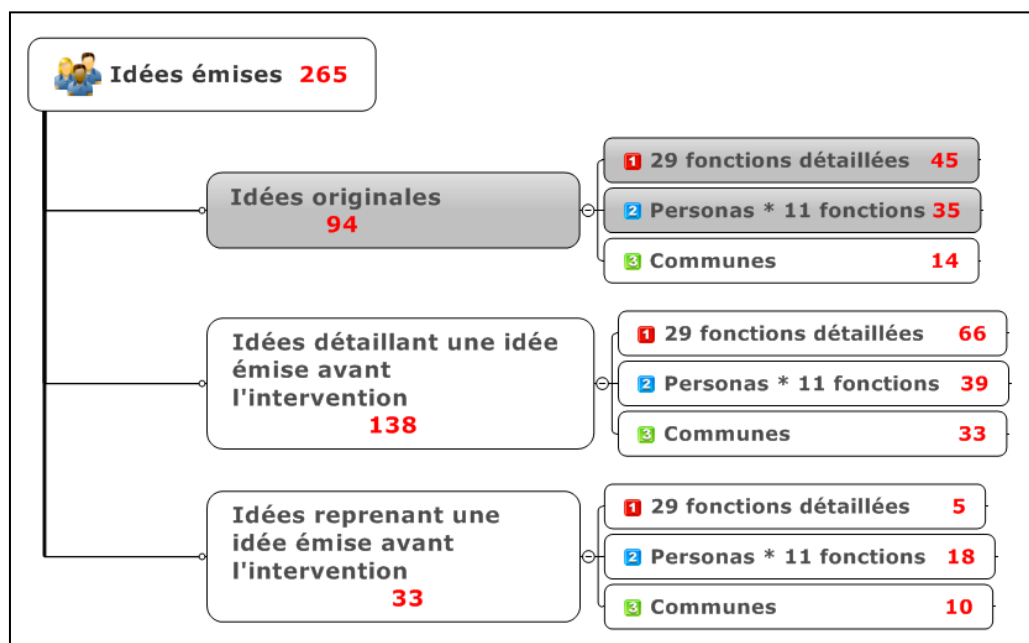 Idées émises 265
Idées originales
94
1 29 fonctions détaillées 45
2 Personas * 11 fonctions 35
3 Communes 14
Idées détaillant une idée
émise avant
l'intervention
138
1 29 fonctions détaillées 66
2 Personas * 11 fonctions 39
3 Communes 33
Idées reprenant une
idée émise avant
l'intervention
33
1 29 fonctions détaillées 5
2 Personas * 11 fonctions 18
3 Communes 10